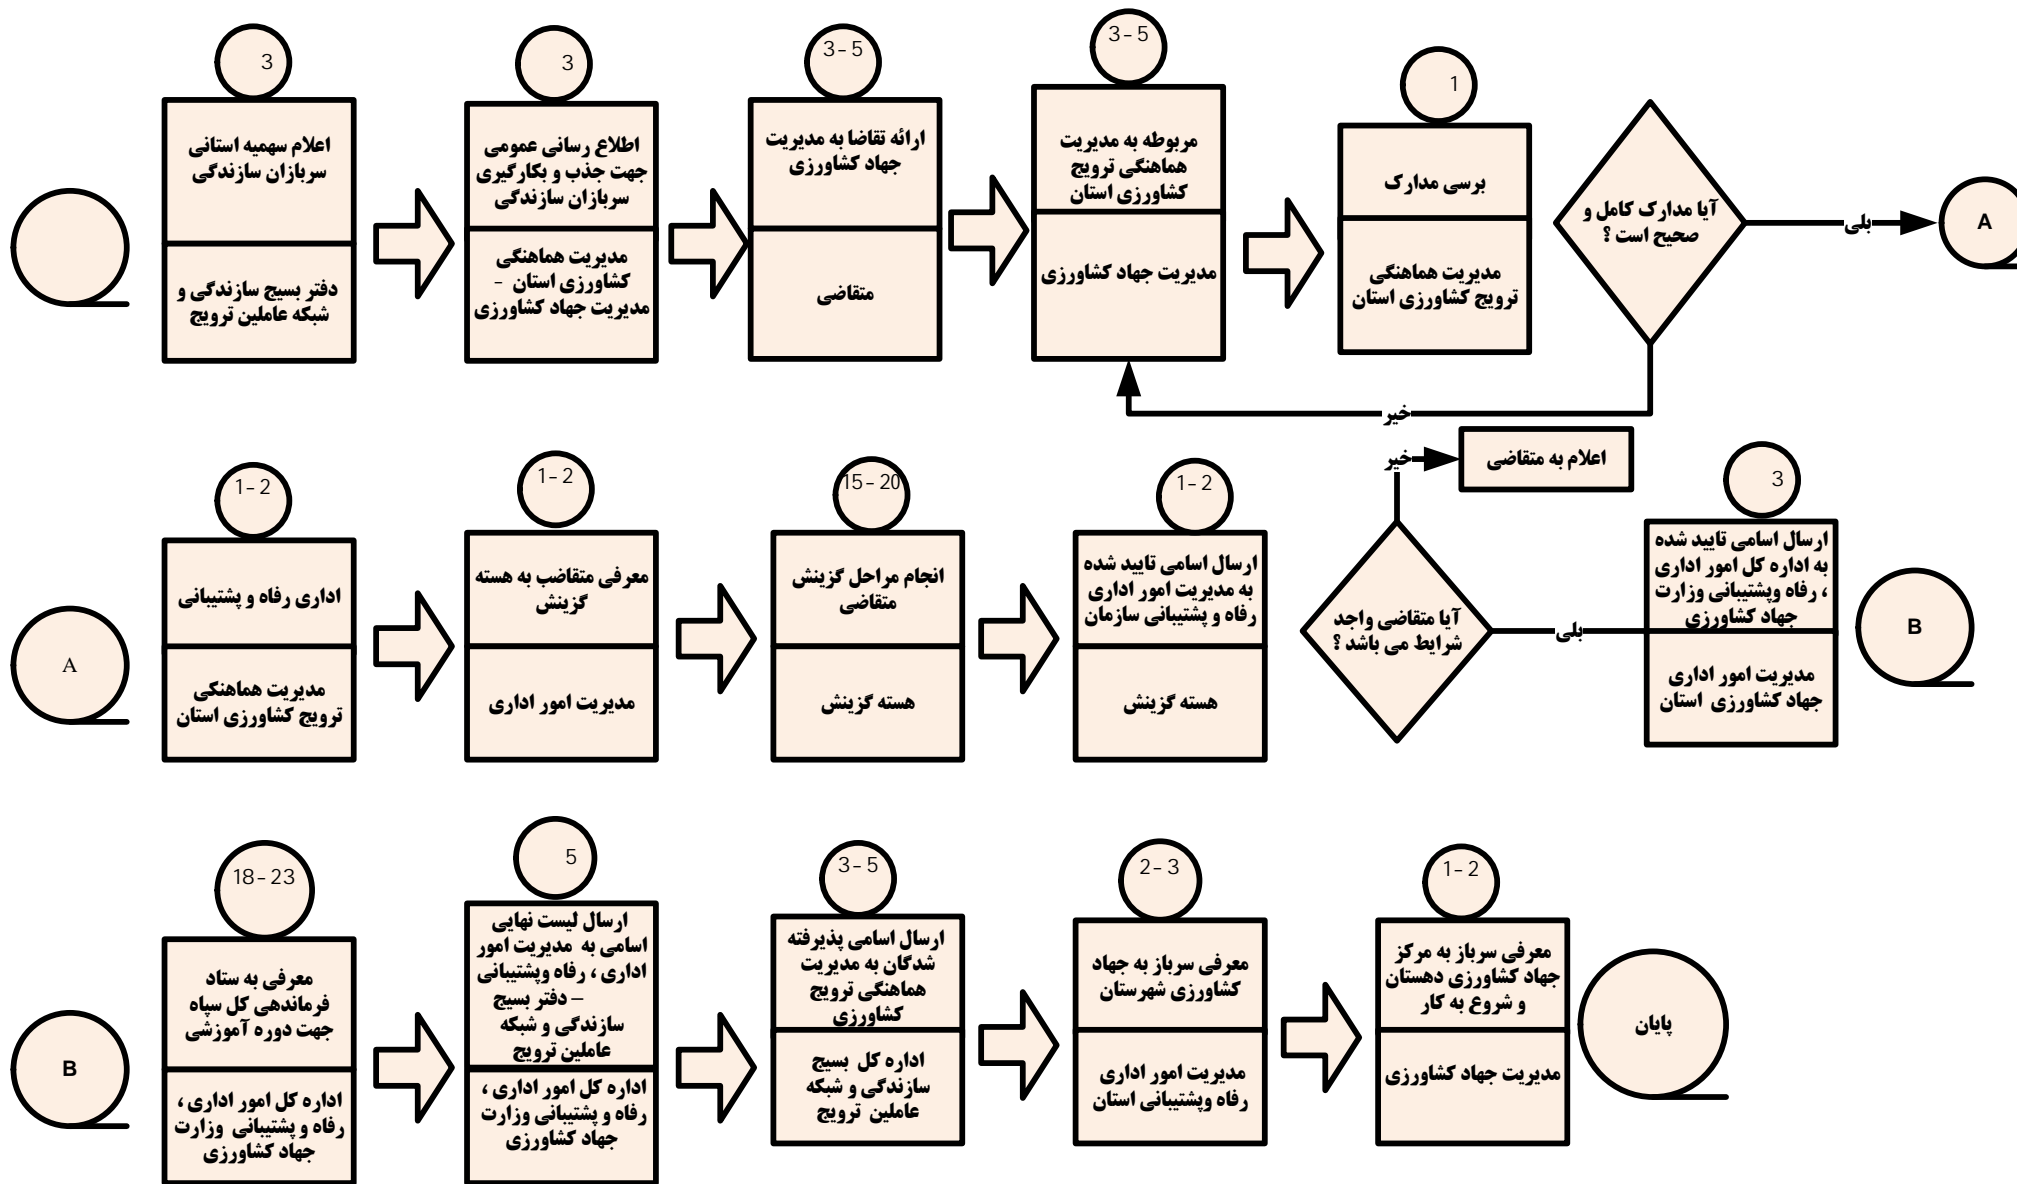 3
اعلام سهمیه استانی
سربازان سازندگی
دفتر بسیج سازندگی و
شبکه عاملین ترویج
3
اطلاع رسانی عمومی
جهت جذب و بکارگیری
سربازان سازندگی
مدیریت هماهنگی
کشاورزی استان -
مدیریت جهاد کشاورزی
3-5
ارائه تقاضا به مدیریت
جهاد کشاورزی
متقاضی
3-5
مربوطه به مدیریت
هماهنگی ترویج
کشاورزی استان
مدیریت جهاد کشاورزی
1
برسی مدارک
مدیریت هماهنگی
ترویج کشاورزی استان
آیا مدارک کامل و
صحیح است ؟
بلی
A
خیر
A
1-2
اداری رفاه و پشتیبانی
مدیریت هماهنکی
ترویج کشاورزی استان
1-2
معرفی متقاضب به هسته
گزینش
مدیریت امور اداری
15-20
انجام مراحل گزینش
متقاضی
هسته گزینش
1-2
ارسال اسامی تایید شده
به مدیریت امور اداری
رفاه و پشتیبانی سازمان
هسته گزینش
آیا متقاضی واجد
شرایط می باشد ؟
خیر
اعلام به متقاضی
بلی
3
ارسال اسامی تایید شده
به اداره کل امور اداری
، رفاه وپشتیبانی وزارت
جهاد کشاورزی
مدیریت امور اداری
جهاد کشاورزی استان
B
B
18-23
معرفی به ستاد
فرماندهی کل سپاه
جهت دوره آموزشی
اداره کل امور اداری ،
رفاه و پشتیبانی وزارت
جهاد کشاورزی
5
ارسال لیست نهایی
اسامی به مدیریت امور
اداری ، رفاه وپشتیبانی
– دفتر بسیج
سازندگی و شبکه
عاملین ترویج
اداره کل امور اداری ،
رفاه و پشتیبانی وزارت
جهاد کشاورزی
3-5
ارسال اسامی پذیرفته
شدگان به مدیریت
هماهنگی ترویج
کشاورزی
اداره کل بسیج
سازندگی و شبکه
عاملین ترویج
2-3
معرفی سرباز به جهاد
کشاورزی شهرستان
مدیریت امور اداری
رفاه وپشتیبانی استان
1-2
معرفی سرباز به مرکز
جهاد کشاورزی دهستان
و شروع به کار
مدیریت جهاد کشاورزی
پایان